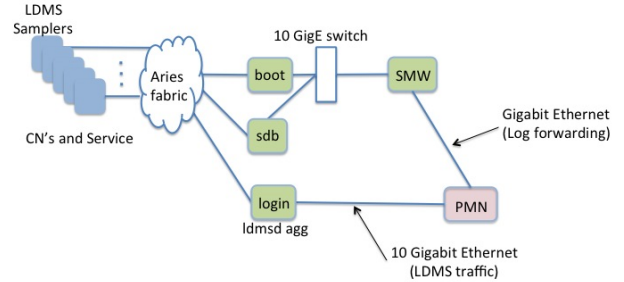 LDMS
Samplers
10 GigE switch
Aries
fabric
boot
SMW
Gigabit Ethernet
(Log forwarding)
CN's and Service
sdb
login
PMN
ldmsd agg
10 Gigabit Ethernet
(LDMS traffic)